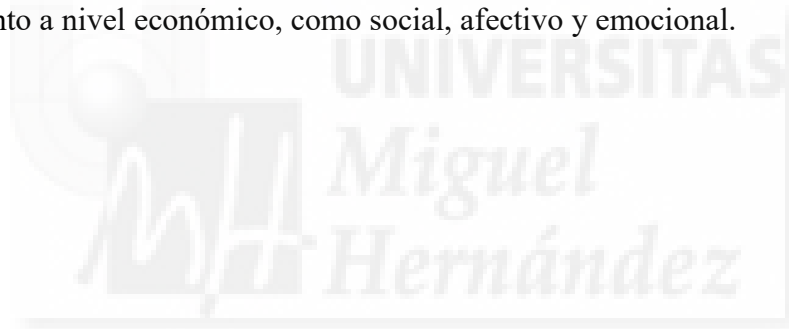 nto a nivel económico, como social, afectivo y emocional.
UNIVERSITAS
Miguel
Hernández